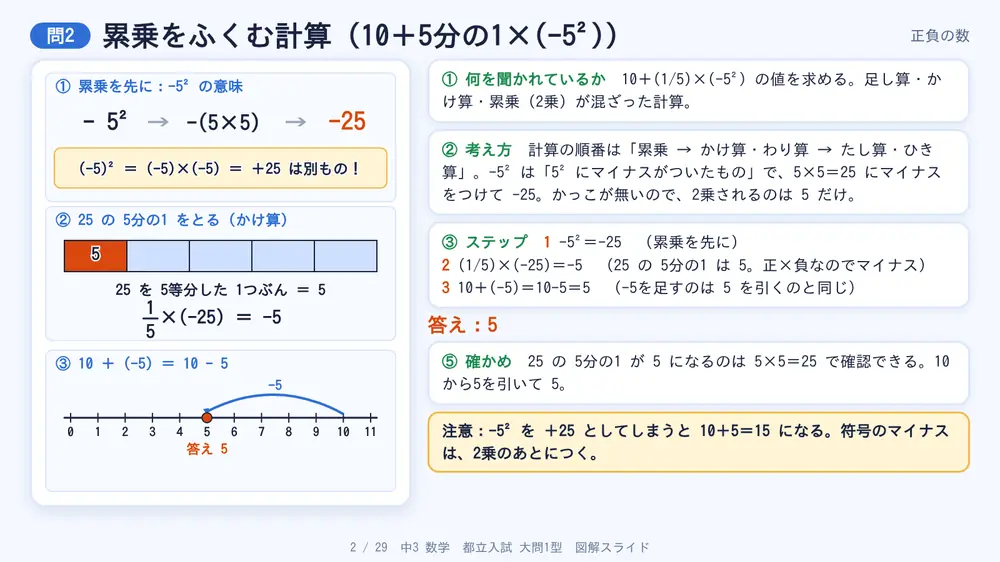 問2 累乗をふくむ計算 (10＋5分の1×(-5²))
正負の数
① 累乗を先に：-5² の意味
- 5² → -(5×5) → -25
(-5)² ＝ (-5)×(-5) ＝ ＋25 は別もの！
② 25 の 5分の1 をとる（かけ算）
5
25 を 5等分した 1つぶん ＝ 5
1/5×(-25) ＝ -5
③ 10 ＋ (-5) ＝ 10 - 5
-5
0 1 2 3 4 5 6 7 8 9 10 11
答え 5
① 何を聞かれているか 10＋(1/5)×(-5²) の値を求める。足し算・か
け算・累乗（2乗）が混ざった計算。
② 考え方 計算の順番は「累乗 → かけ算・わり算 → たし算・ひき
算」。-5² は「5² にマイナスがついたもの」で、5×5＝25 にマイナス
をつけて -25。かっこが無いので、2乗されるのは 5 だけ。
③ ステップ 1 -5²＝-25 （累乗を先に）
2 (1/5)×(-25)＝-5 （25 の 5分の1 は 5。正×負なのでマイナス）
3 10＋(-5)＝10-5＝5 （-5を足すのは 5 を引くのと同じ）
答え：5
⑤ 確かめ 25 の 5分の1 が 5 になるのは 5×5＝25 で確認できる。10
から5を引いて 5。
注意：-5² を ＋25 としてしまうと 10＋5＝15 になる。符号のマイナス
は、2乗のあとにつく。
2 / 29 中3 数学 都立入試 大問1型 図解スライド